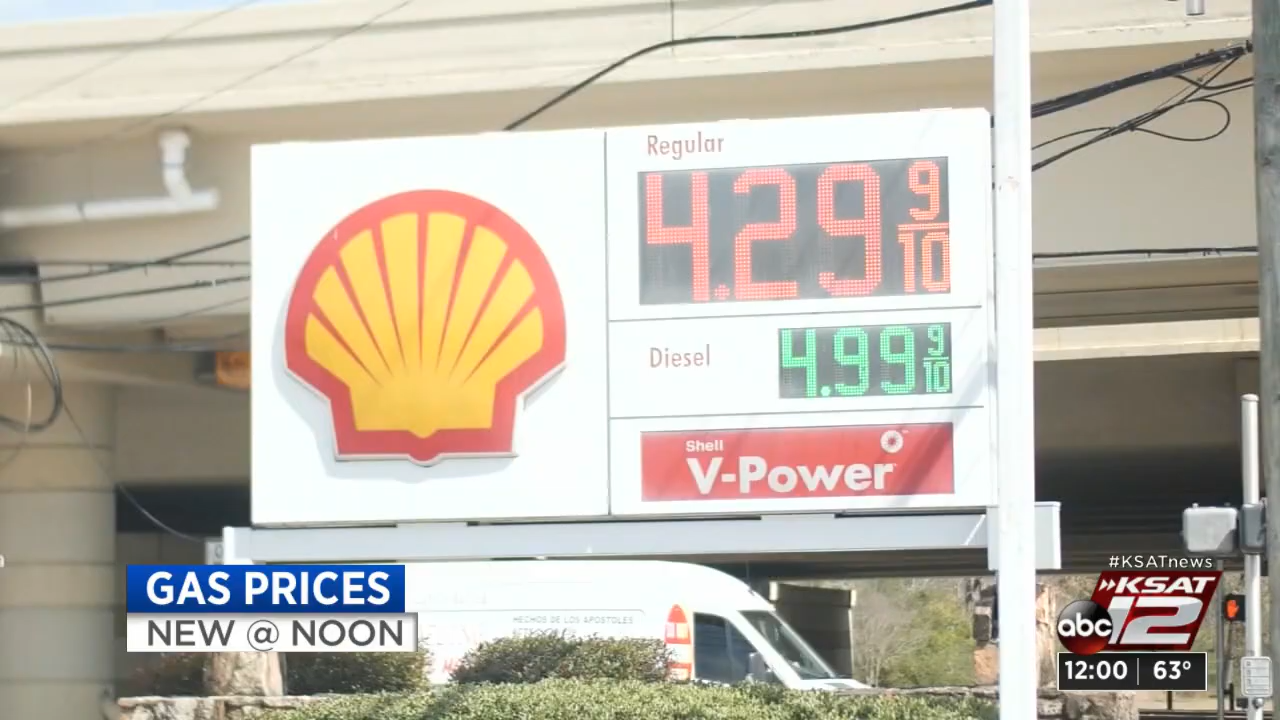 Regular
4.29 9/10
Diesel
4.99 9/10
Shell
V-Power
HECHOS DE LOS APOSTOLES
GAS PRICES
NEW @ NOON
#KSATnews
KSAT
abc 12
12:00 63°